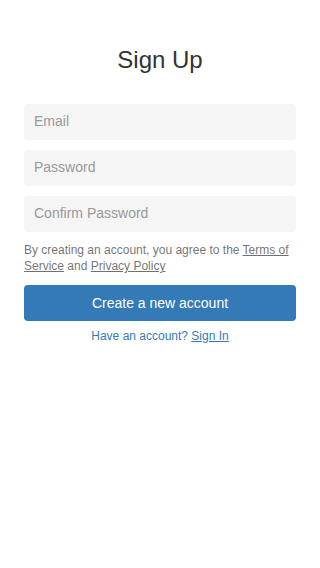 Sign Up
Email
Password
Confirm Password
By creating an account, you agree to the Terms of
Service and Privacy Policy
Create a new account
Have an account? Sign In